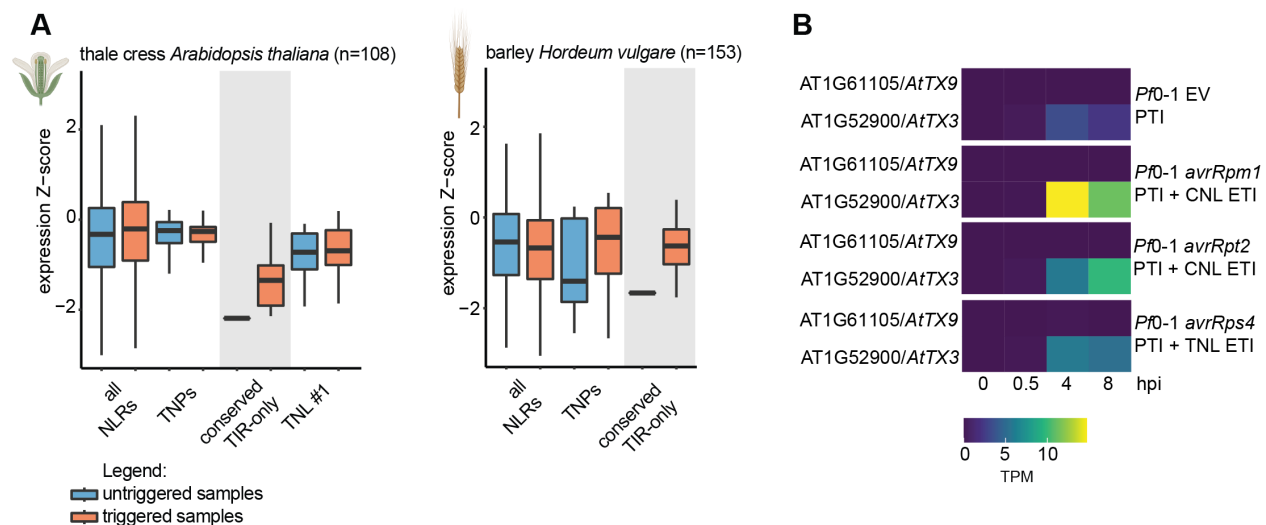 A
thale cress Arabidopsis thaliana (n=108)
expression Z−score
2
0
−2
all
NLRs
TNPs
conserved
TIR-only
TNL #1
Legend:
untriggered samples
triggered samples
barley Hordeum vulgare (n=153)
expression Z−score
2
0
−2
all
NLRs
TNPs
conserved
TIR-only
B
AT1G61105/AtTX9
AT1G52900/AtTX3
Pf0-1 EV
PTI
AT1G61105/AtTX9
AT1G52900/AtTX3
Pf0-1 avrRpm1
PTI + CNL ETI
AT1G61105/AtTX9
AT1G52900/AtTX3
Pf0-1 avrRpt2
PTI + CNL ETI
AT1G61105/AtTX9
AT1G52900/AtTX3
Pf0-1 avrRps4
PTI + TNL ETI
0 0.5 4 8 hpi
0 5 10
TPM